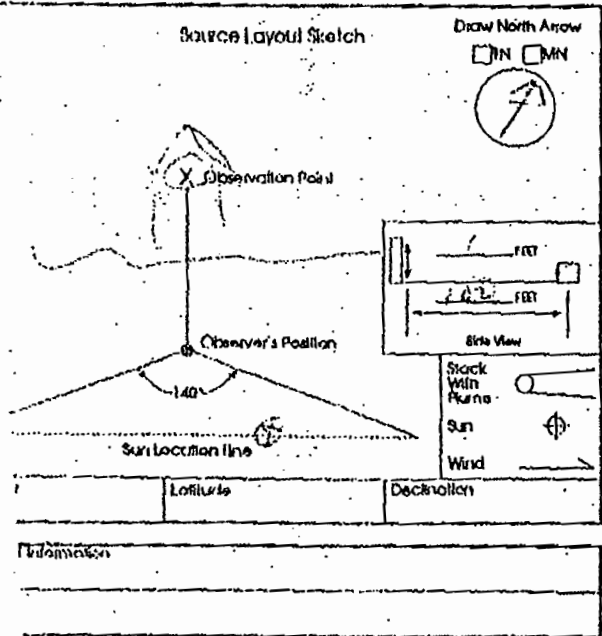 Source Layout Sketch
Draw North Arrow
TN MN
X Observation Point
FEET
FEET
Side View
Observer's Position
140°
Sun Location Line
Stack
With
Plume
Sun
Wind
Latitude
Declination
Information